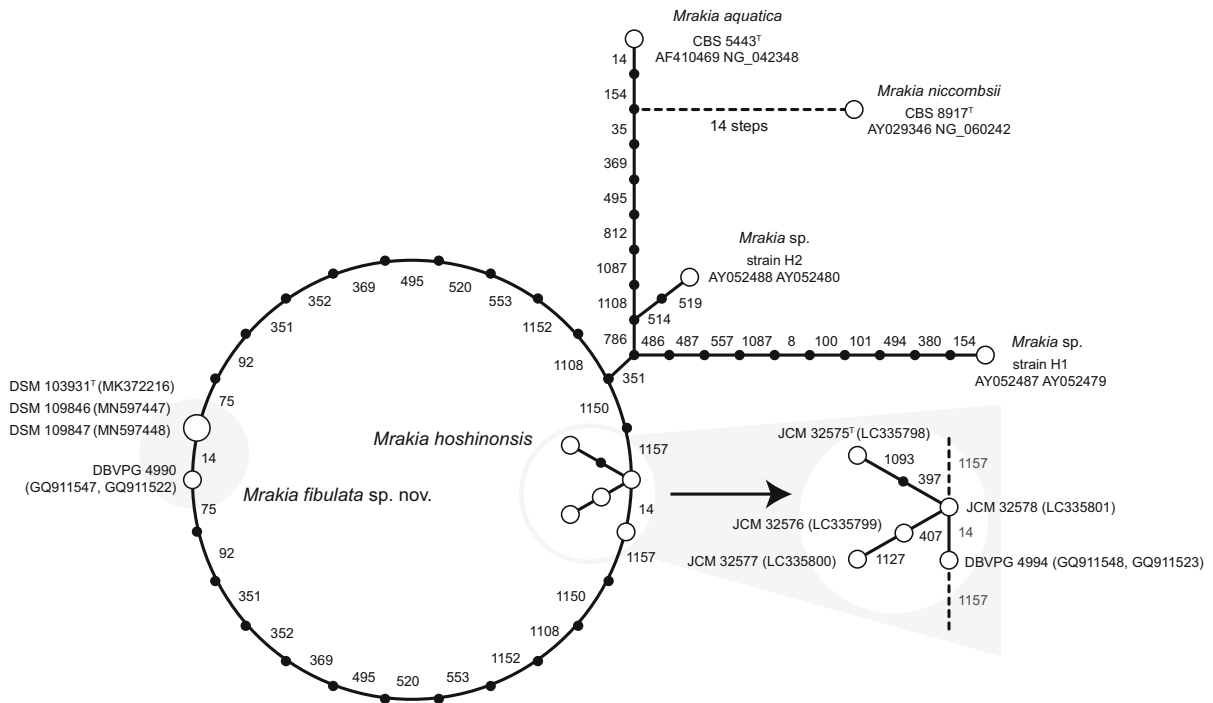 Mrakia aquatica
CBS 5443ᵀ
AF410469 NG_042348
14
154
35
369
495
812
1087
1108
786
Mrakia niccombsii
CBS 8917ᵀ
AY029346 NG_060242
14 steps
Mrakia sp.
strain H2
AY052488 AY052480
519
514
486 487 557 1087 8 100 101 494 380 154
Mrakia sp.
strain H1
AY052487 AY052479
351
495
369
520
352
553
351
1152
92
1108
75
1150
DSM 103931ᵀ (MK372216)
DSM 109846 (MN597447)
DSM 109847 (MN597448)
14
DBVPG 4990
(GQ911547, GQ911522)
Mrakia fibulata sp. nov.
Mrakia hoshinonsis
1157
14
1157
75
92
351
352
369
495
520
553
1152
1108
1150
JCM 32575ᵀ (LC335798)
1093
397
1157
JCM 32578 (LC335801)
JCM 32576 (LC335799)
407
14
JCM 32577 (LC335800)
1127
DBVPG 4994 (GQ911548, GQ911523)
1157